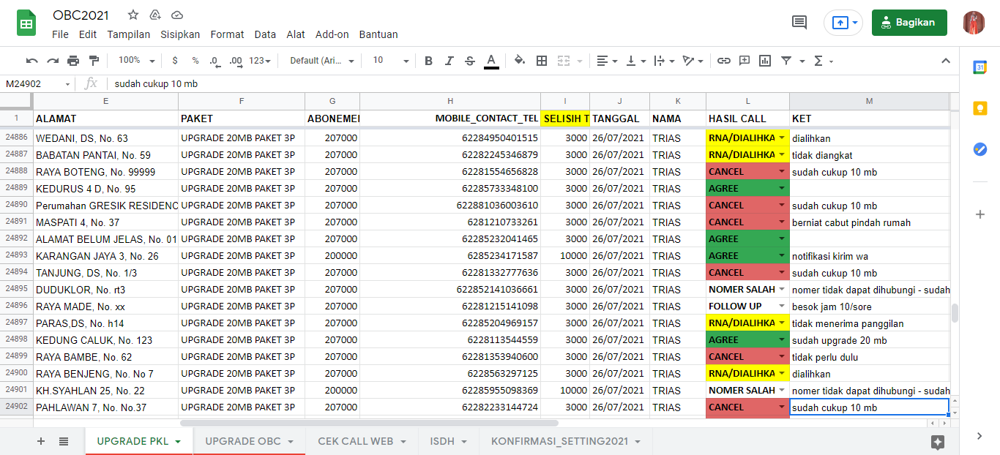 OBC2021
File Edit Tampilan Sisipkan Format Data Alat Add-on Bantuan
Bagikan
100% $ % .0 .00 123 Default (Ari... 10 B I S A
31
M24902 fx sudah cukup 10 mb
E F G H I J K L M
1 ALAMAT PAKET ABONEMEI MOBILE_CONTACT_TEL SELISIH T TANGGAL NAMA HASIL CALL KET
24886 WEDANI, DS, No. 63 UPGRADE 20MB PAKET 3P 207000 62284950401515 3000 26/07/2021 TRIAS RNA/DIALIHKA dialihkan
24887 BABATAN PANTAI, No. 59 UPGRADE 20MB PAKET 3P 207000 62282245346879 3000 26/07/2021 TRIAS RNA/DIALIHKA tidak diangkat
24888 RAYA BOTENG, No. 99999 UPGRADE 20MB PAKET 3P 207000 62281554656828 3000 26/07/2021 TRIAS CANCEL sudah cukup 10 mb
24889 KEDURUS 4 D, No. 95 UPGRADE 20MB PAKET 3P 207000 62285733348100 3000 26/07/2021 TRIAS AGREE
24890 Perumahan GRESIK RESIDENC UPGRADE 20MB PAKET 3P 207000 622881036003610 3000 26/07/2021 TRIAS CANCEL sudah cukup 10 mb
24891 MASPATI 4, No. 37 UPGRADE 20MB PAKET 3P 207000 6281210733261 3000 26/07/2021 TRIAS CANCEL berniat cabut pindah rumah
24892 ALAMAT BELUM JELAS, No. 01 UPGRADE 20MB PAKET 3P 207000 62285232041465 3000 26/07/2021 TRIAS AGREE
24893 KARANGAN JAYA 3, No. 26 UPGRADE 20MB PAKET 3P 200000 6285234171587 10000 26/07/2021 TRIAS AGREE notifikasi kirim wa
24894 TANJUNG, DS, No. 1/3 UPGRADE 20MB PAKET 3P 207000 62281332777636 3000 26/07/2021 TRIAS CANCEL sudah cukup 10 mb
24895 DUDUKLOR, No. rt3 UPGRADE 20MB PAKET 3P 207000 622852141036661 3000 26/07/2021 TRIAS NOMER SALAH nomer tidak dapat dihubungi - sudah
24896 RAYA MADE, No. xx UPGRADE 20MB PAKET 3P 207000 62281215141098 3000 26/07/2021 TRIAS FOLLOW UP besok jam 10/sore
24897 PARAS,DS, No. h14 UPGRADE 20MB PAKET 3P 207000 62285204969157 3000 26/07/2021 TRIAS RNA/DIALIHKA tidak menerima panggilan
24898 KEDUNG CALUK, No. 123 UPGRADE 20MB PAKET 3P 207000 6228113544559 3000 26/07/2021 TRIAS AGREE sudah upgrade 20 mb
24899 RAYA BAMBE, No. 62 UPGRADE 20MB PAKET 3P 207000 62281353940600 3000 26/07/2021 TRIAS CANCEL tidak perlu dulu
24900 RAYA BENJENG, No. No 7 UPGRADE 20MB PAKET 3P 207000 6228563297125 3000 26/07/2021 TRIAS RNA/DIALIHKA dialihkan
24901 KH.SYAHLAN 25, No. 22 UPGRADE 20MB PAKET 3P 200000 62285955098369 10000 26/07/2021 TRIAS NOMER SALAH nomer tidak dapat dihubungi - sudah
24902 PAHLAWAN 7, No. No.37 UPGRADE 20MB PAKET 3P 207000 62282233144724 3000 26/07/2021 TRIAS CANCEL sudah cukup 10 mb
UPGRADE PKL UPGRADE OBC CEK CALL WEB ISDH KONFIRMASI_SETTING2021